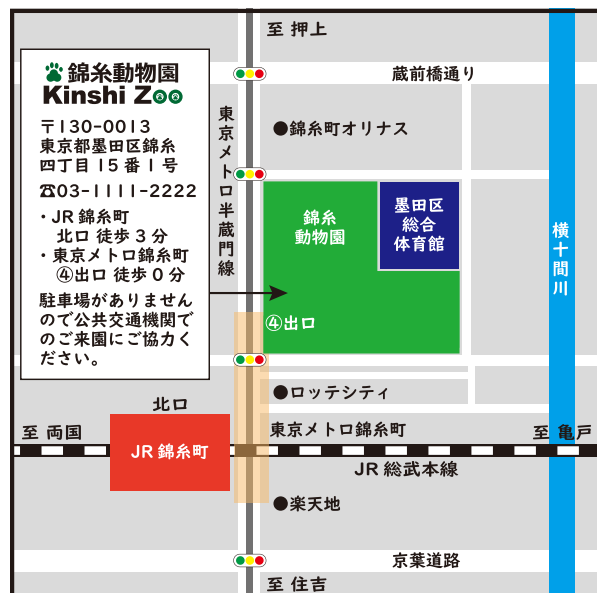 錦糸動物園
Kinshi Zoo
〒130-0013
東京都墨田区錦糸
四丁目15番1号
☎03-1111-2222
・JR錦糸町
北口 徒歩3分
・東京メトロ錦糸町
④出口 徒歩0分
駐車場がありません
ので公共交通機関で
のご来園にご協力く
ださい。
至 押上
蔵前橋通り
東京メトロ半蔵門線
●錦糸町オリナス
錦糸
動物園
墨田区
総合
体育館
横十間川
④出口
●ロッテシティ
北口
至 両国
JR錦糸町
東京メトロ錦糸町
至 亀戸
JR総武本線
●楽天地
京葉道路
至 住吉